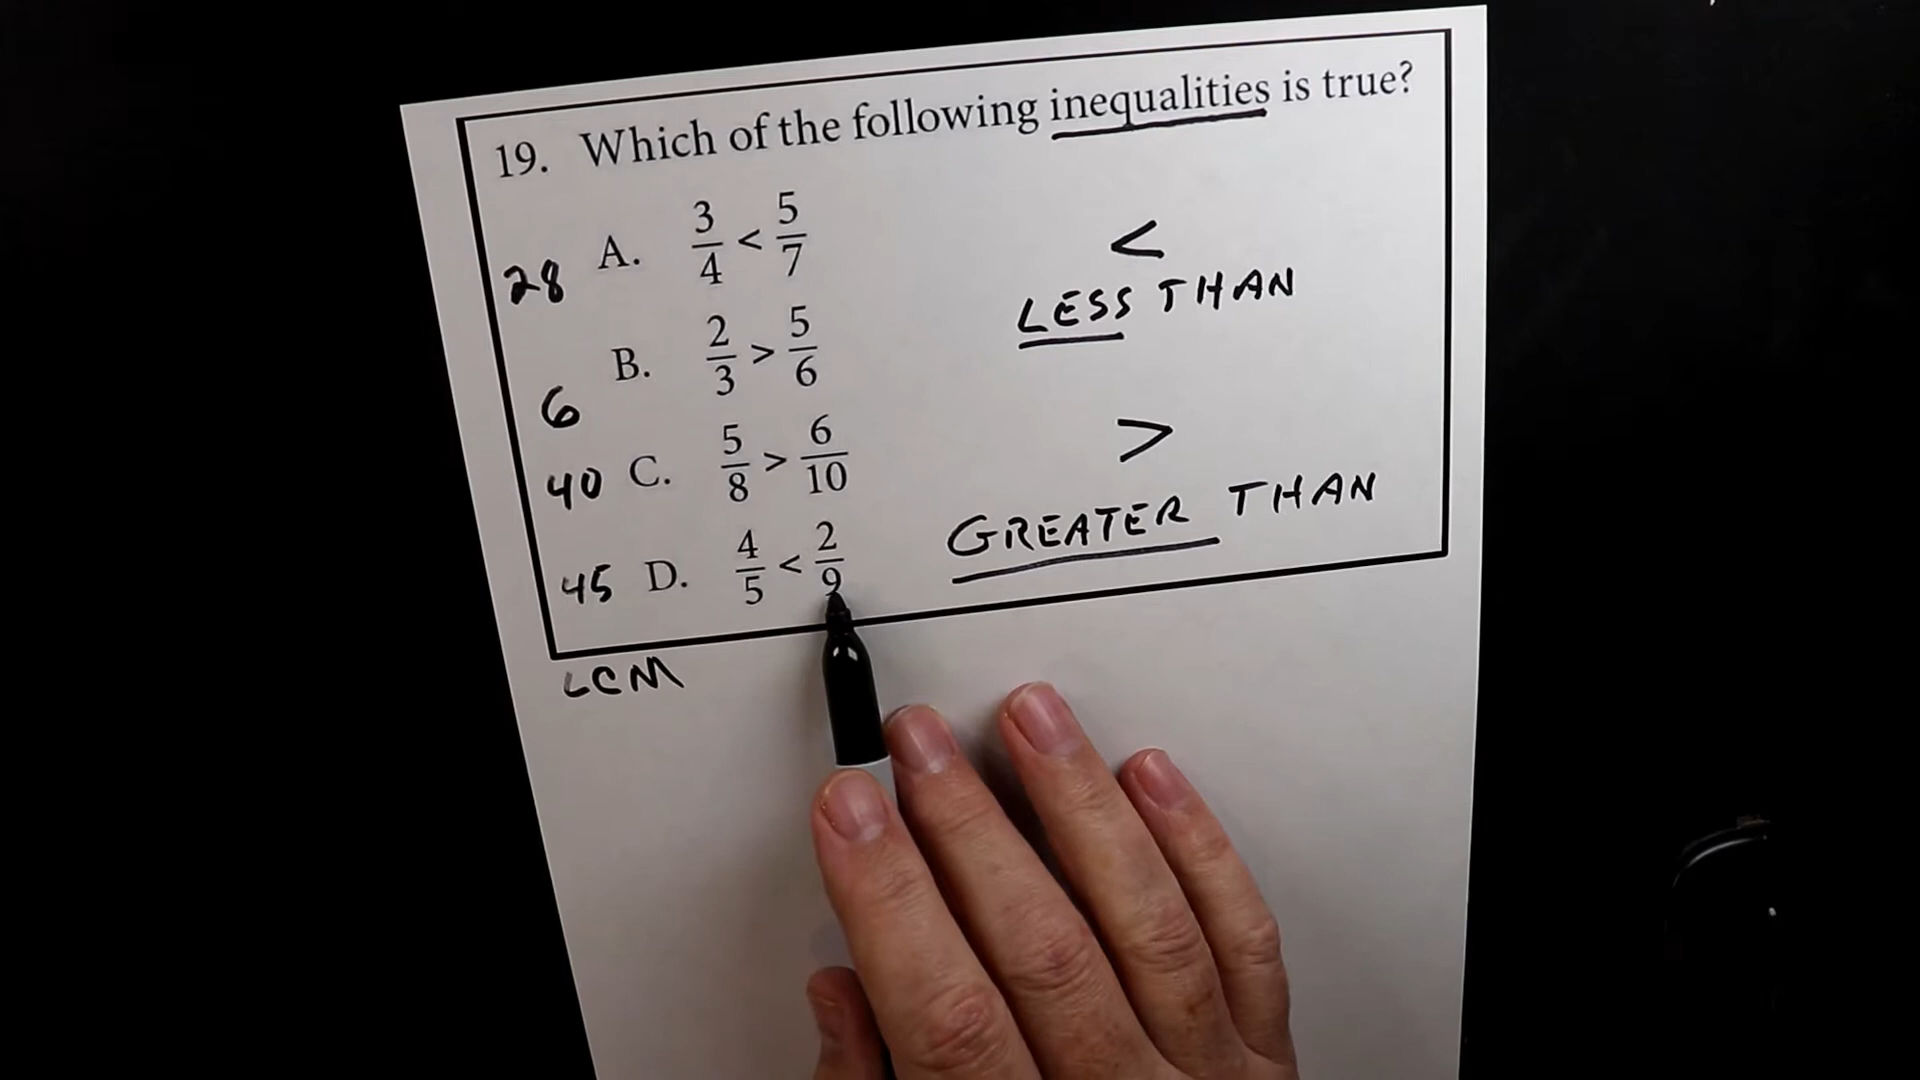 19. Which of the following inequalities is true?
28 A. 3/4 < 5/7
<
LESS THAN
6 B. 2/3 > 5/6
>
40 C. 5/8 > 6/10
GREATER THAN
45 D. 4/5 < 2/9
LCM